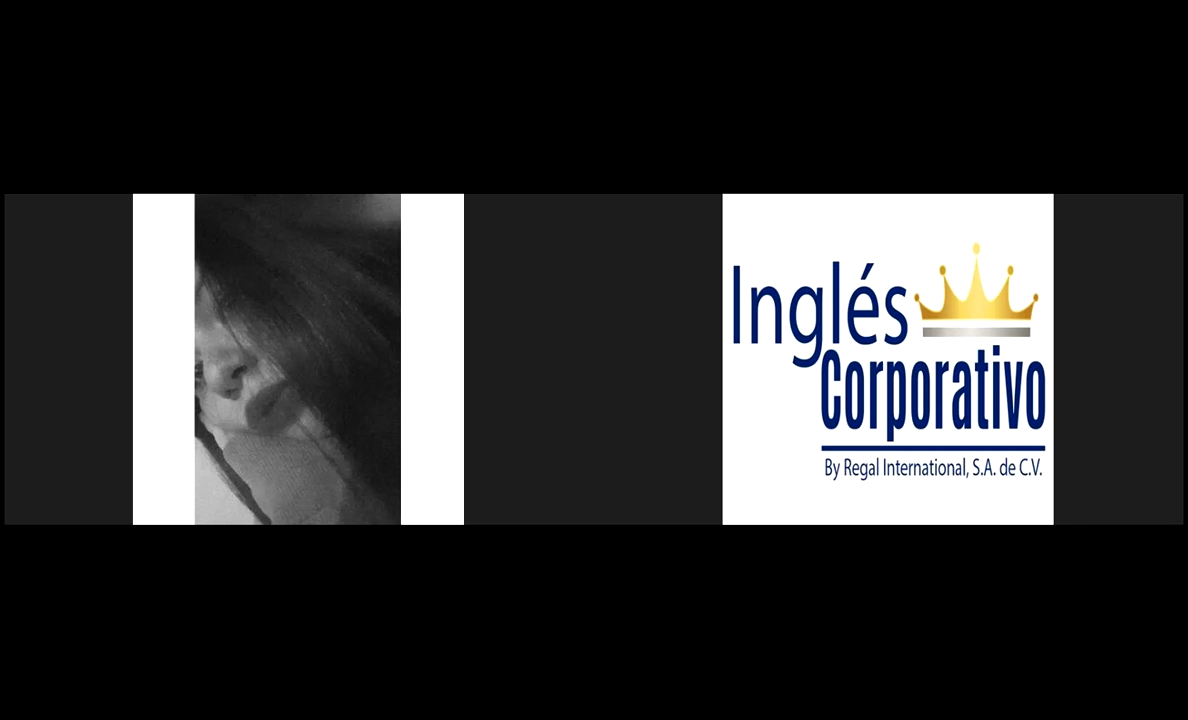 Inglés
Corporativo
By Regal International, S.A. de C.V.